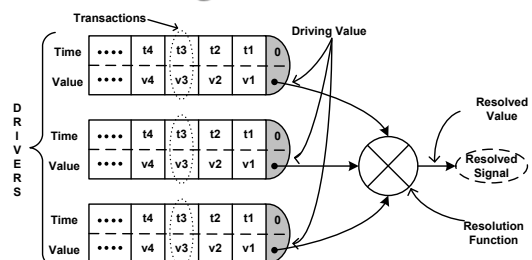 Transactions
Driving Value
Time •••• t4 t3 t2 t1 0
Value •••• v4 v3 v2 v1
Time •••• t4 t3 t2 t1 0
Value •••• v4 v3 v2 v1
Time •••• t4 t3 t2 t1 0
Value •••• v4 v3 v2 v1
DRIVERS
Resolved
Value
Resolved
Signal
Resolution
Function